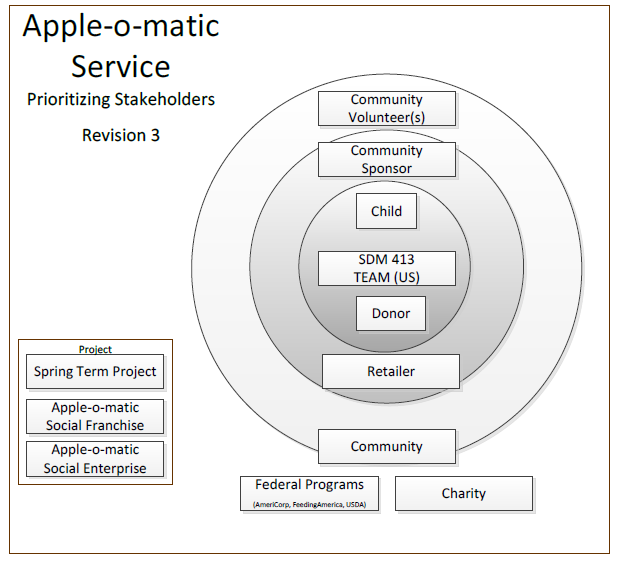 Apple-o-matic
Service
Prioritizing Stakeholders
Revision 3
Community
Volunteer(s)
Community
Sponsor
Child
SDM 413
TEAM (US)
Donor
Retailer
Community
Federal Programs
(AmeriCorp, FeedingAmerica, USDA)
Charity
Project
Spring Term Project
Apple-o-matic
Social Franchise
Apple-o-matic
Social Enterprise